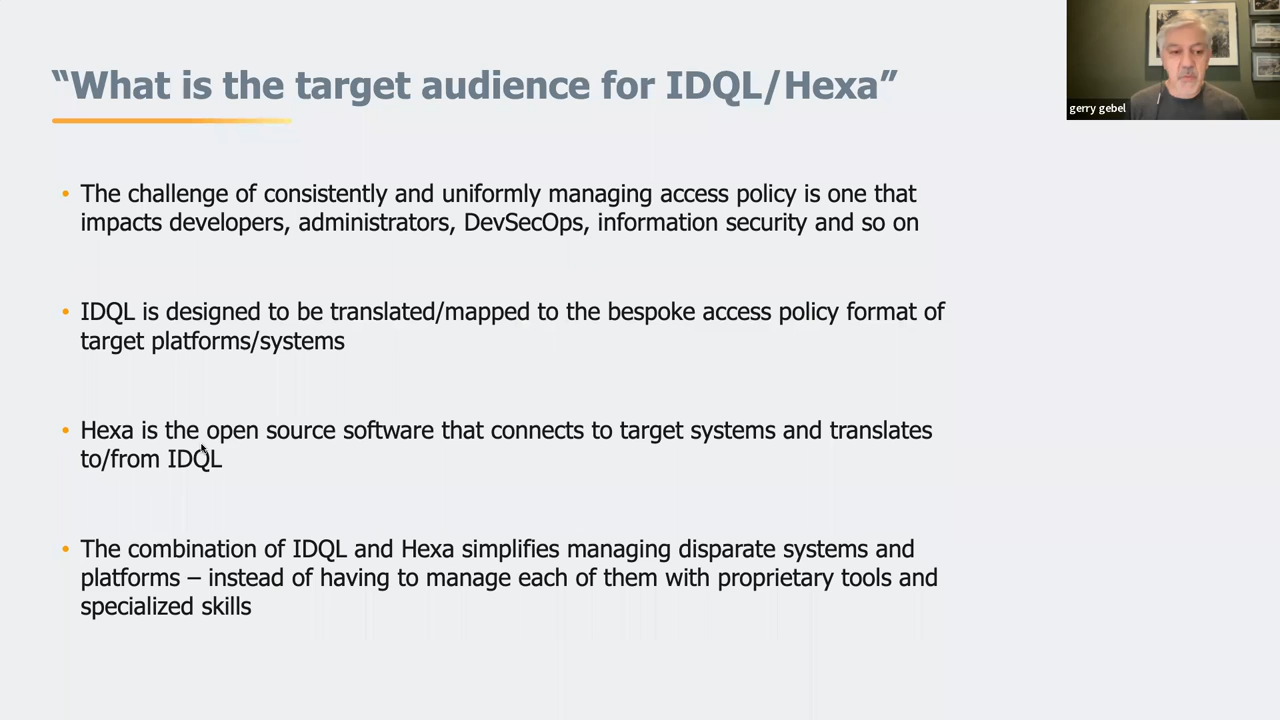 “What is the target audience for IDQL/Hexa”
gerry gebel
• The challenge of consistently and uniformly managing access policy is one that
impacts developers, administrators, DevSecOps, information security and so on
• IDQL is designed to be translated/mapped to the bespoke access policy format of
target platforms/systems
• Hexa is the open source software that connects to target systems and translates
to/from IDQL
• The combination of IDQL and Hexa simplifies managing disparate systems and
platforms – instead of having to manage each of them with proprietary tools and
specialized skills